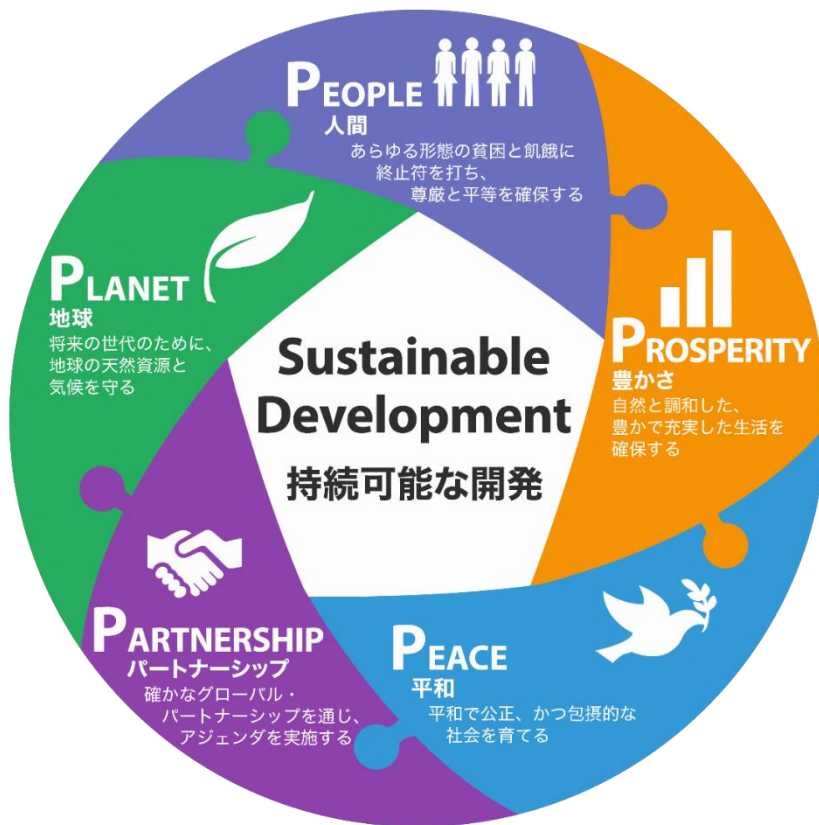 PEOPLE
人間
あらゆる形態の貧困と飢餓に
終止符を打ち、
尊厳と平等を確保する
PROSPERITY
豊かさ
自然と調和した、
豊かで充実した生活を
確保する
PEACE
平和
平和で公正、かつ包摂的な
社会を育てる
PARTNERSHIP
パートナーシップ
確かなグローバル・
パートナーシップを通じ、
アジェンダを実施する
PLANET
地球
将来の世代のために、
地球の天然資源と
気候を守る
Sustainable
Development
持続可能な開発